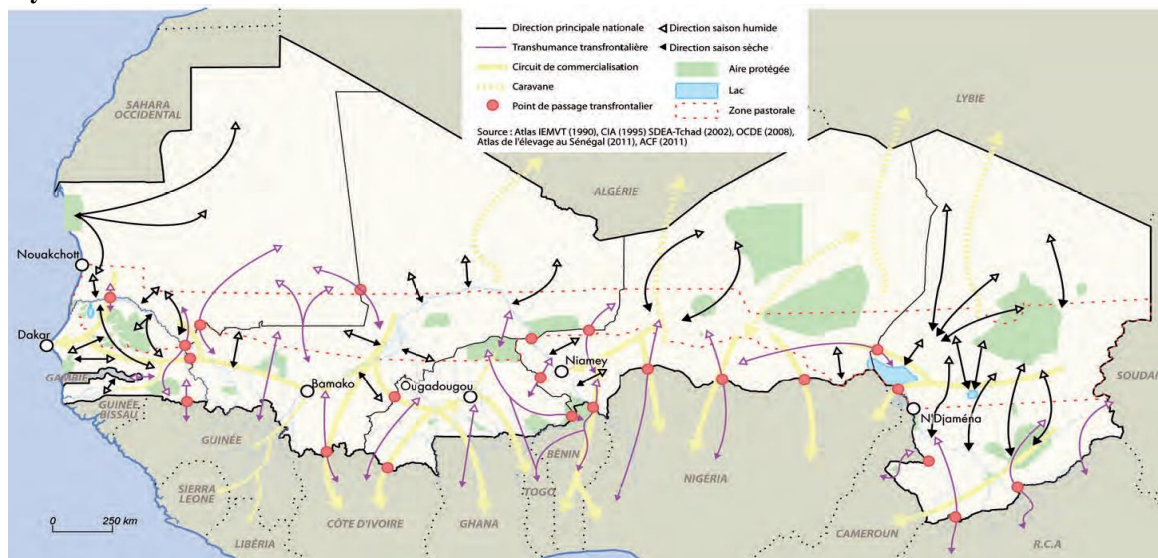 Direction principale nationale
Transhumance transfrontalière
Circuit de commercialisation
Caravane
Point de passage transfrontalier
Direction saison humide
Direction saison sèche
Aire protégée
Lac
Zone pastorale
Source : Atlas IEMVT (1990), CIA (1995) SDEA-Tchad (2002), OCDE (2008),
Atlas de l'élevage au Sénégal (2011), ACF (2011)
SAHARA
OCCIDENTAL
LYBIE
ALGÉRIE
Nouakchott
Dakar
GAMBIE
GUINÉE
BISSAU
GUINÉE
Bamako
Ougadougou
Niamey
N'Djaména
SOUDAN
SIERRA
LEONE
LIBÉRIA
CÔTE D'IVOIRE
GHANA
TOGO
BÉNIN
NIGÉRIA
CAMEROUN
R.C.A
0
250 km